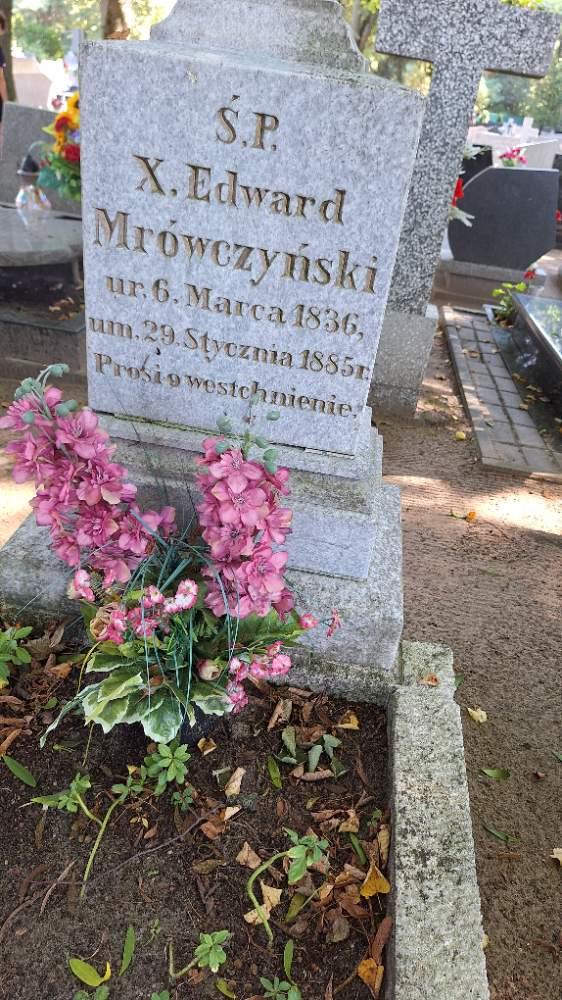 Ś.P.
X. Edward
Mrówczyński
ur. 6. Marca 1836,
um. 29. Stycznia 1885 r.
Prosi o westchnienie.